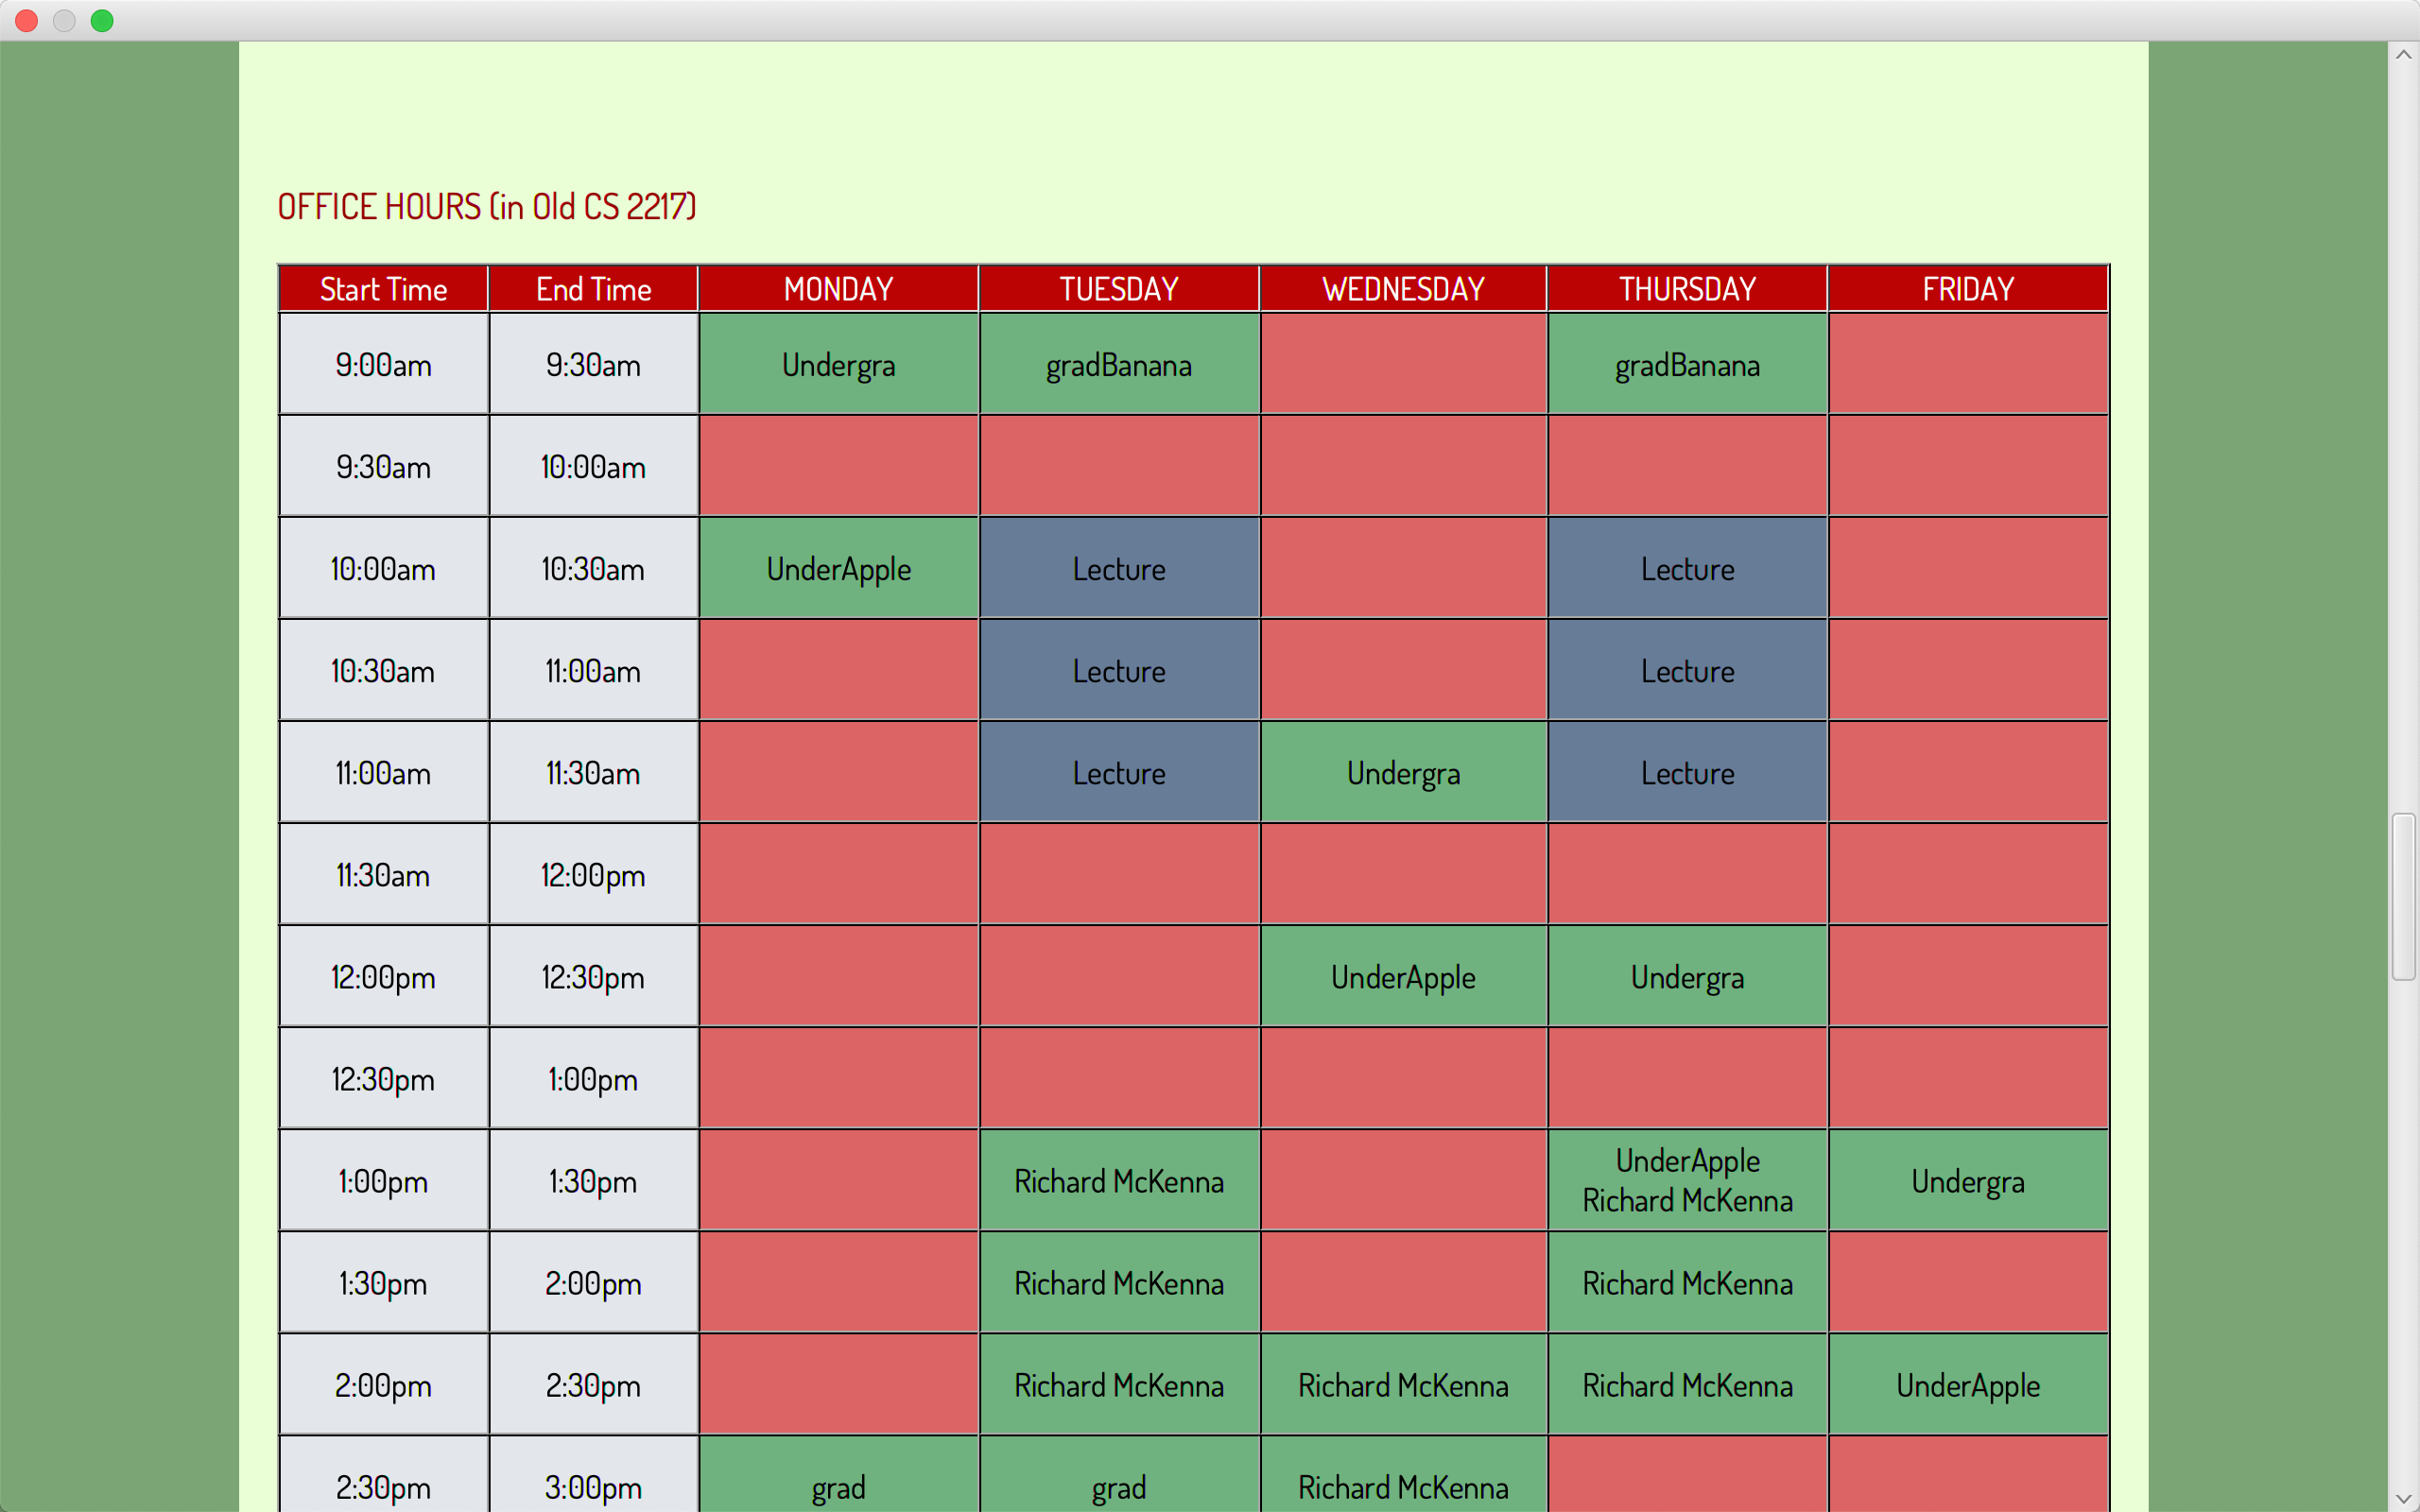 OFFICE HOURS (in Old CS 2217)
Start Time End Time MONDAY TUESDAY WEDNESDAY THURSDAY FRIDAY
9:00am 9:30am Undergra gradBanana gradBanana
9:30am 10:00am
10:00am 10:30am UnderApple Lecture Lecture
10:30am 11:00am Lecture Lecture
11:00am 11:30am Lecture Undergra Lecture
11:30am 12:00pm
12:00pm 12:30pm UnderApple Undergra
12:30pm 1:00pm
1:00pm 1:30pm Richard McKenna UnderApple Richard McKenna Undergra
1:30pm 2:00pm Richard McKenna Richard McKenna
2:00pm 2:30pm Richard McKenna Richard McKenna Richard McKenna UnderApple
2:30pm 3:00pm grad grad Richard McKenna